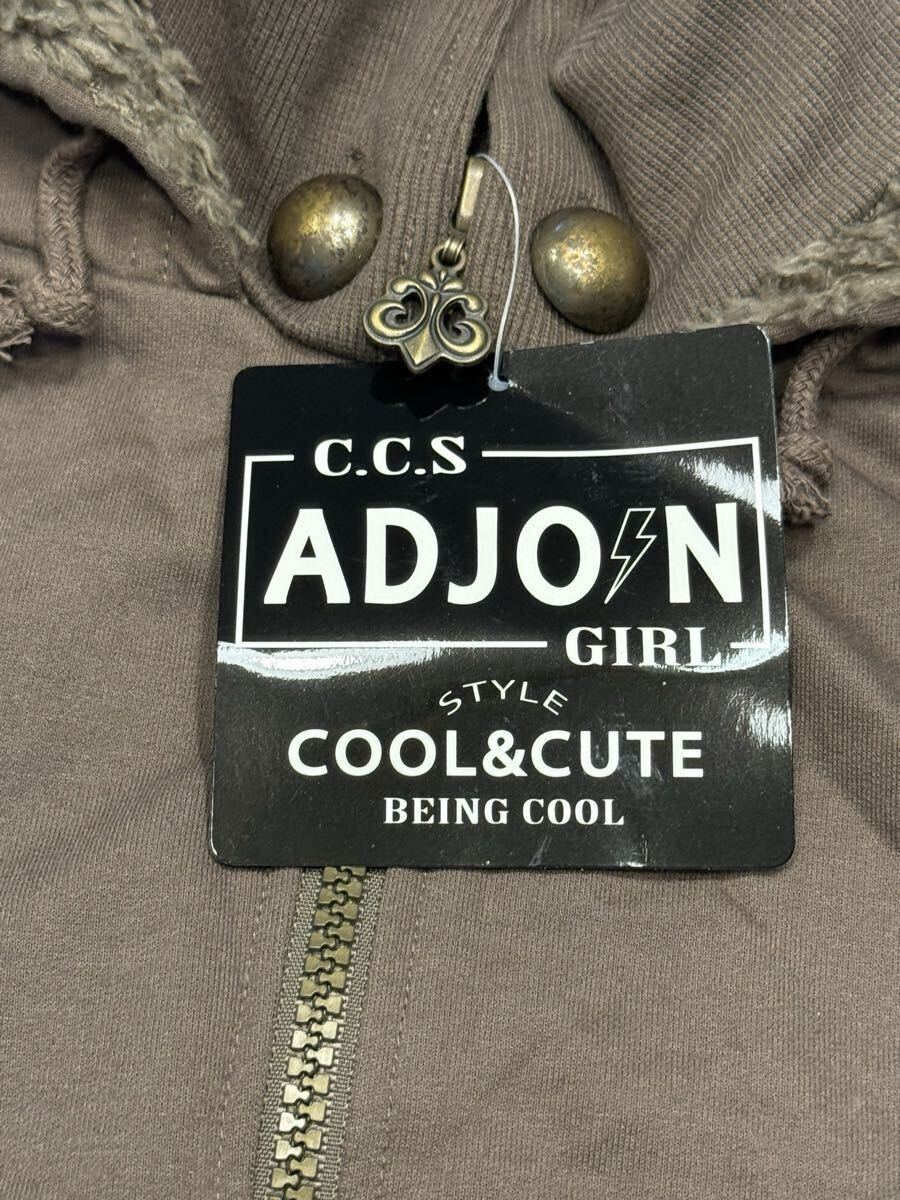 C.C.S
ADJOIN
GIRL
STYLE
COOL&CUTE
BEING COOL